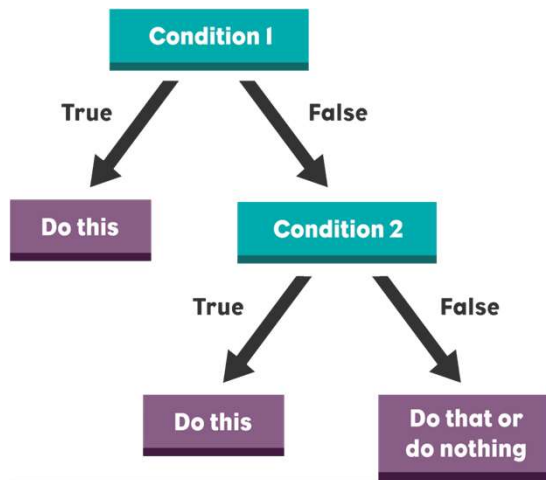 Condition 1
True
False
Do this
Condition 2
True
False
Do this
Do that or
do nothing